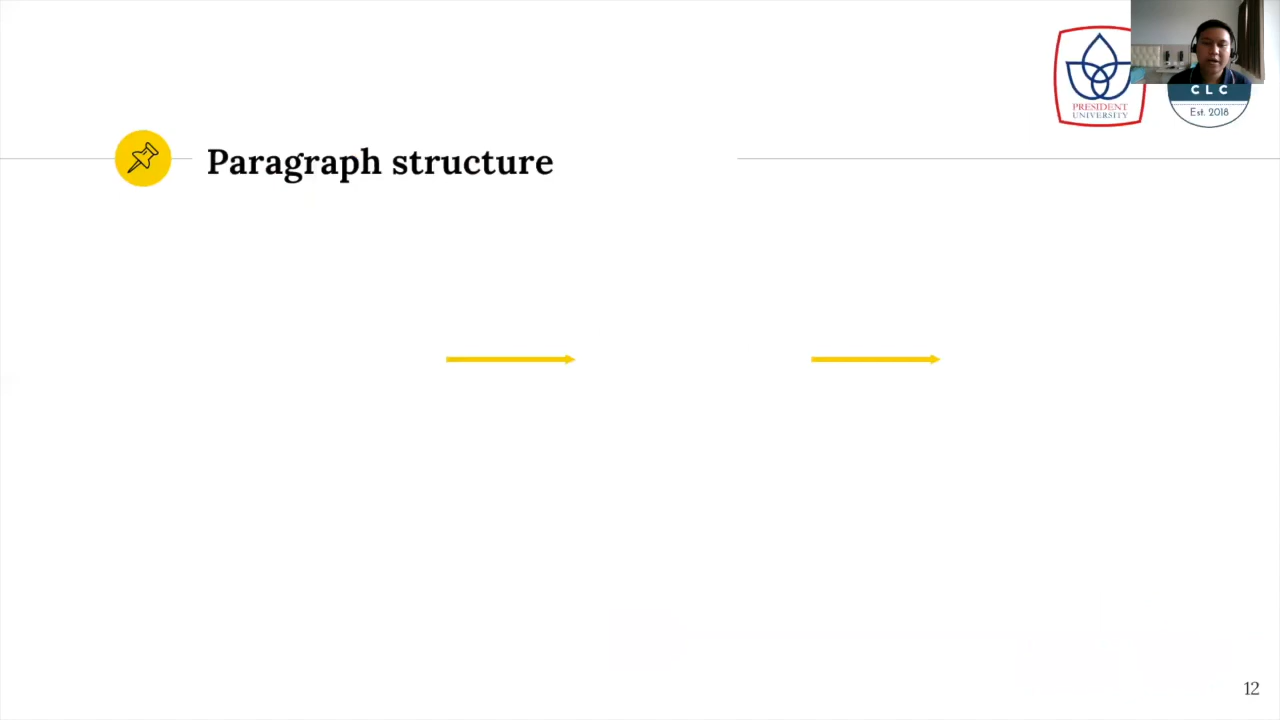 PRESIDENT
UNIVERSITY
CLC
Est. 2018
Paragraph structure
12